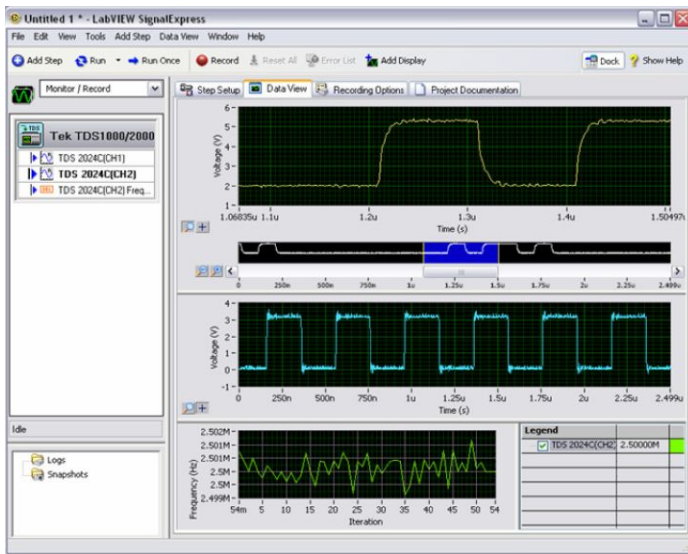 Untitled 1 * - LabVIEW SignalExpress
File Edit View Tools Add Step Data View Window Help
Add Step Run Run Once Record Reset All Error List Add Display Dock Show Help
Monitor / Record
Step Setup Data View Recording Options Project Documentation
Tek TDS1000/2000
TDS 2024C(CH1)
TDS 2024C(CH2)
TDS 2024C(CH2) Freq...
6
5
4
3
2
1
Voltage (V)
1.06835u 1.1u 1.2u 1.3u 1.4u 1.50497u
Time (s)
0 250n 500n 750n 1u 1.25u 1.5u 1.75u 2u 2.25u 2.499u
4
3
2
1
0
-1
Voltage (V)
0 250n 500n 750n 1u 1.25u 1.5u 1.75u 2u 2.25u 2.499u
Time (s)
Idle
Logs
Snapshots
2.502M
2.501M
2.501M
2.5M
2.5M
2.499M
Frequency (Hz)
54m 5 10 15 20 25 30 35 40 45 50 54
Iteration
Legend
TDS 2024C(CH2) 2.50000M